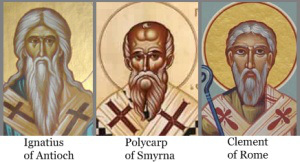 Ignatius
of Antioch
Polycarp
of Smyrna
Clement
of Rome